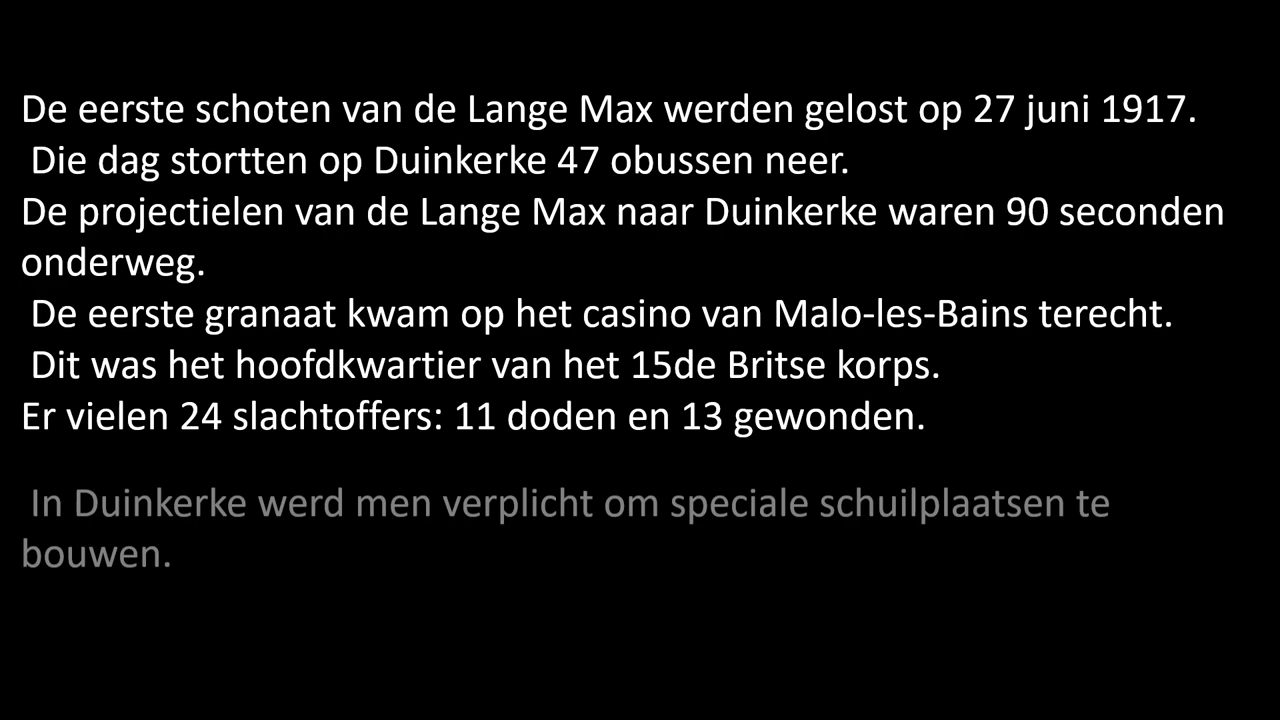 De eerste schoten van de Lange Max werden gelost op 27 juni 1917.
Die dag stortten op Duinkerke 47 obussen neer.
De projectielen van de Lange Max naar Duinkerke waren 90 seconden
onderweg.
De eerste granaat kwam op het casino van Malo-les-Bains terecht.
Dit was het hoofdkwartier van het 15de Britse korps.
Er vielen 24 slachtoffers: 11 doden en 13 gewonden.
In Duinkerke werd men verplicht om speciale schuilplaatsen te
bouwen.